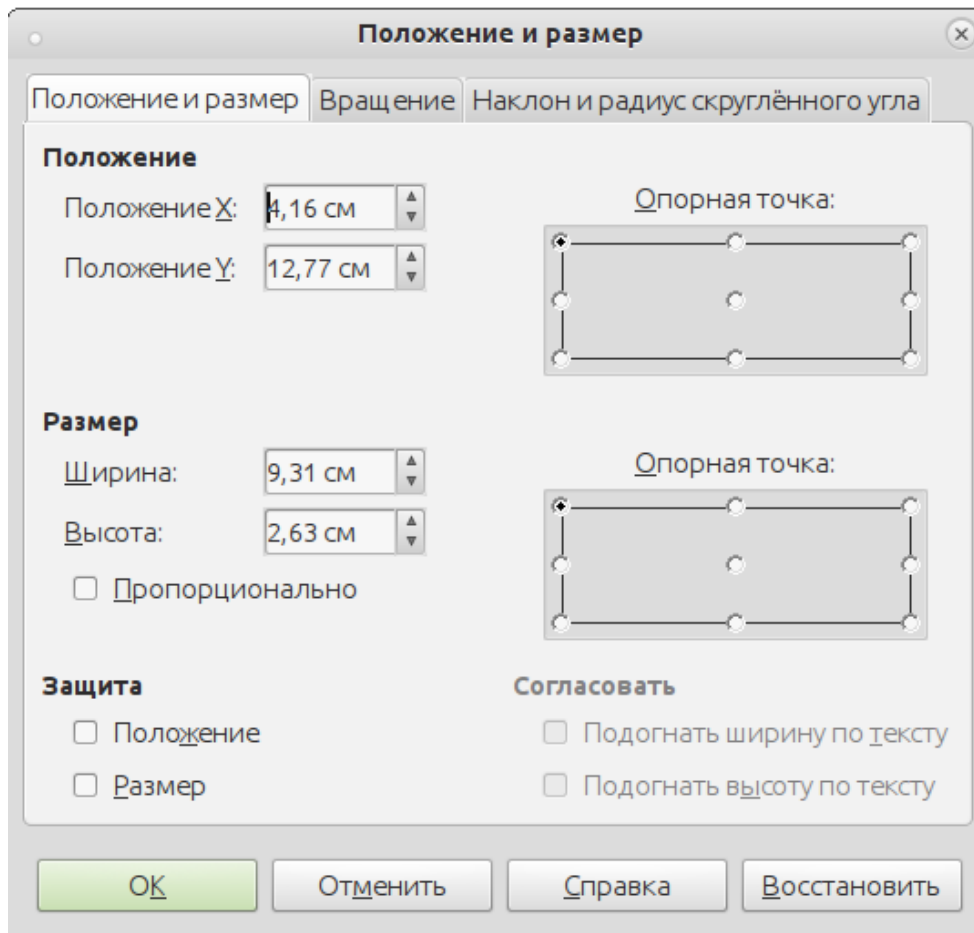 Положение и размер
Положение и размер Вращение Наклон и радиус скруглённого угла
Положение
Положение X: 4,16 см
Опорная точка:
Положение Y: 12,77 см
Размер
Ширина: 9,31 см
Опорная точка:
Высота: 2,63 см
Пропорционально
Защита
Согласовать
Положение
Подогнать ширину по тексту
Размер
Подогнать высоту по тексту
OK Отменить Справка Восстановить